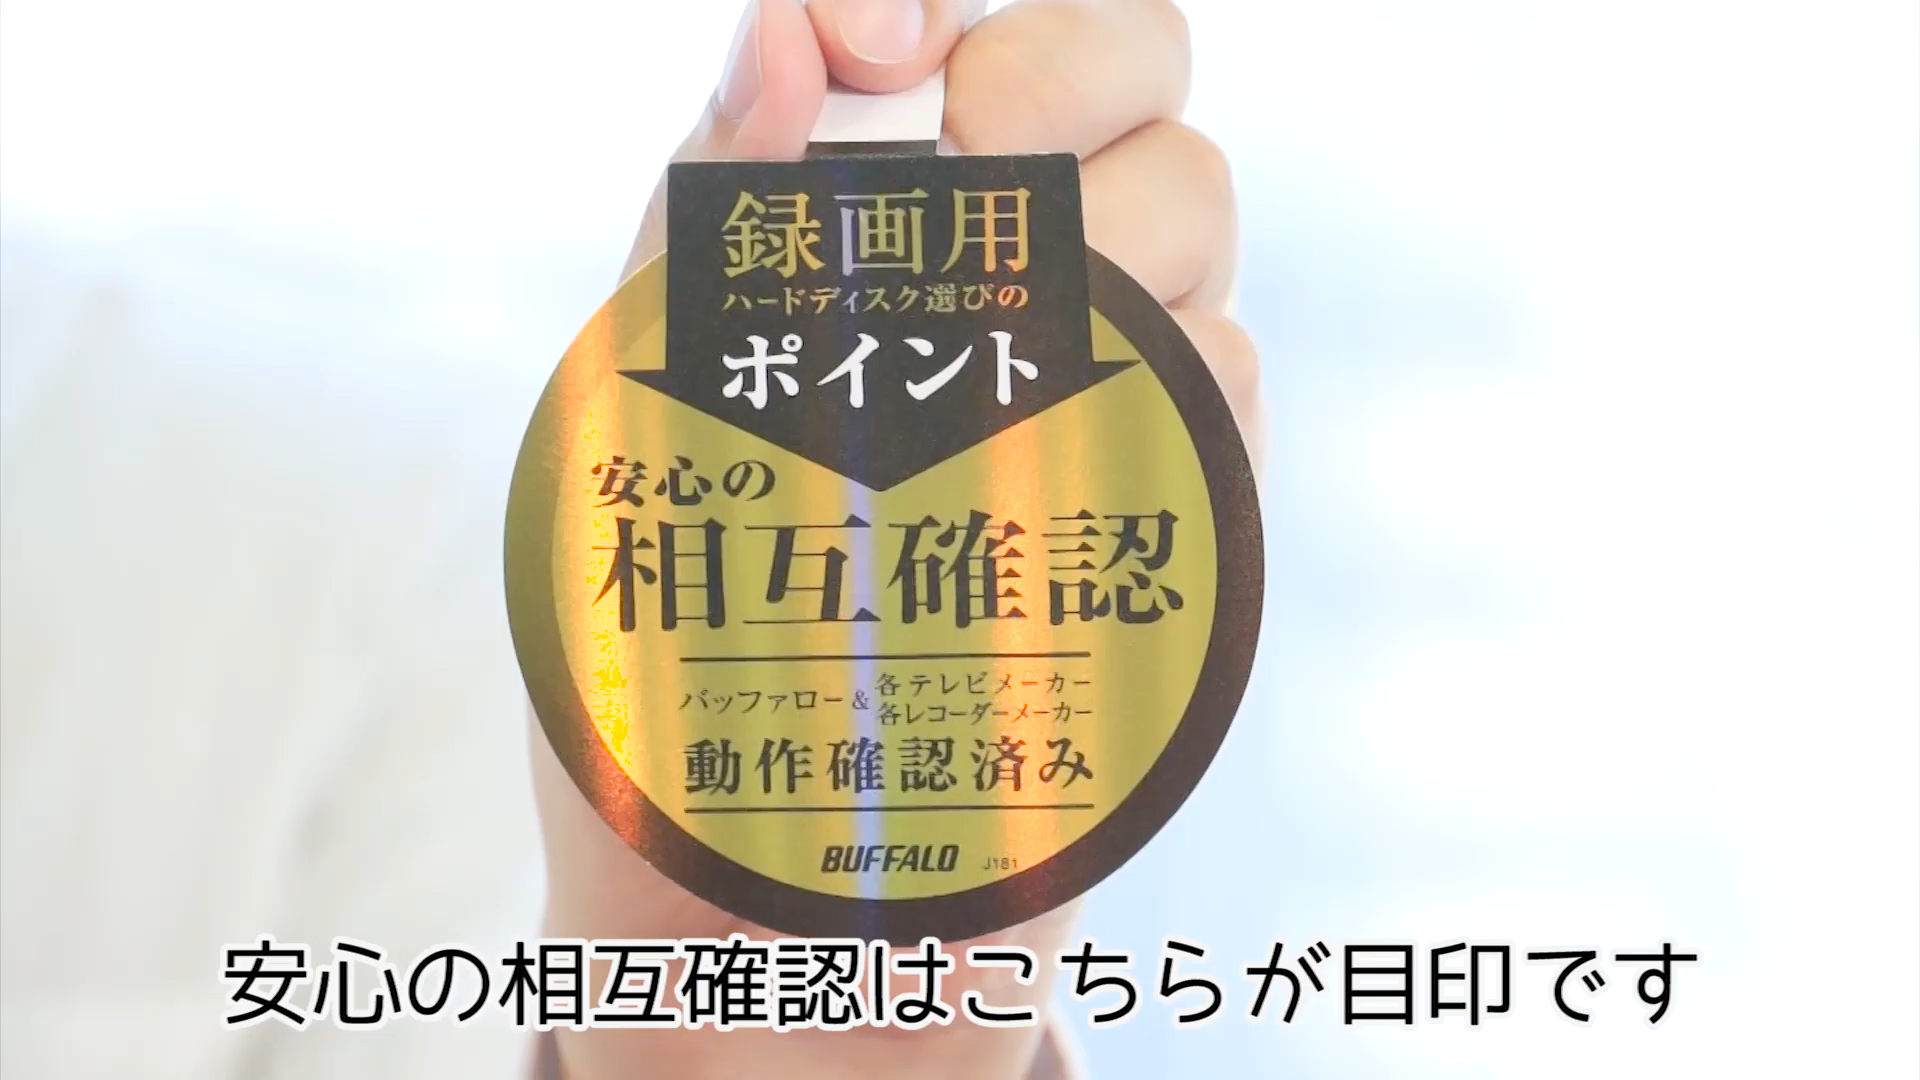 録画用
ハードディスク選びの
ポイント
安心の
相互確認
バッファロー&各テレビメーカー
各レコーダーメーカー
動作確認済み
BUFFALO J181
安心の相互確認はこちらが目印です